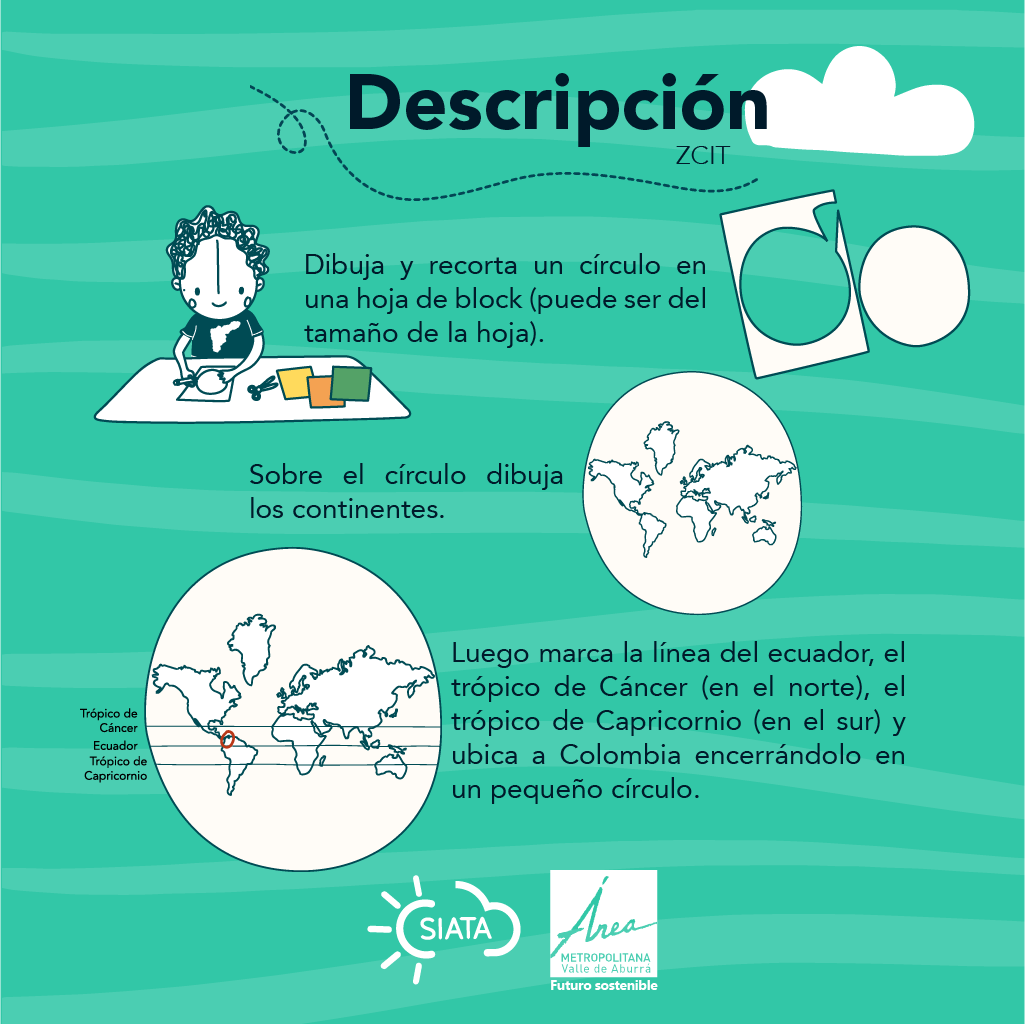 Descripción
ZCIT
Dibuja y recorta un círculo en
una hoja de block (puede ser del
tamaño de la hoja).
Sobre el círculo dibuja
los continentes.
Luego marca la línea del ecuador, el
trópico de Cáncer (en el norte), el
trópico de Capricornio (en el sur) y
ubica a Colombia encerrándolo en
un pequeño círculo.
Trópico de
Cáncer
Ecuador
Trópico de
Capricornio
SIATA
Área
METROPOLITANA
Valle de Aburrá
Futuro sostenible